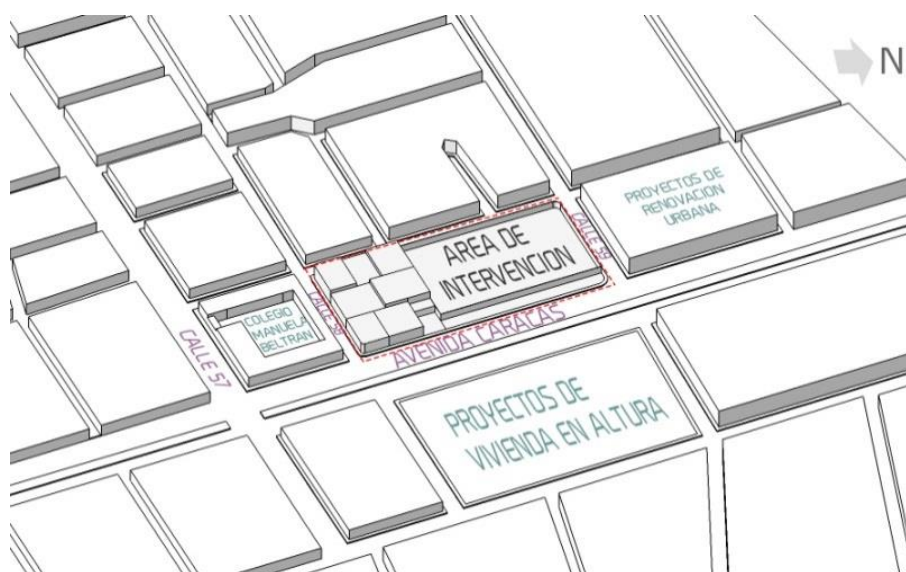 N
PROYECTOS DE
RENOVACION
URBANA
CALLE 59
AREA DE
INTERVENCION
CALLE 58
COLEGIO
MANUELA
BELTRAN
AVENIDA CARACAS
CALLE 57
PROYECTOS DE
VIVIENDA EN ALTURA